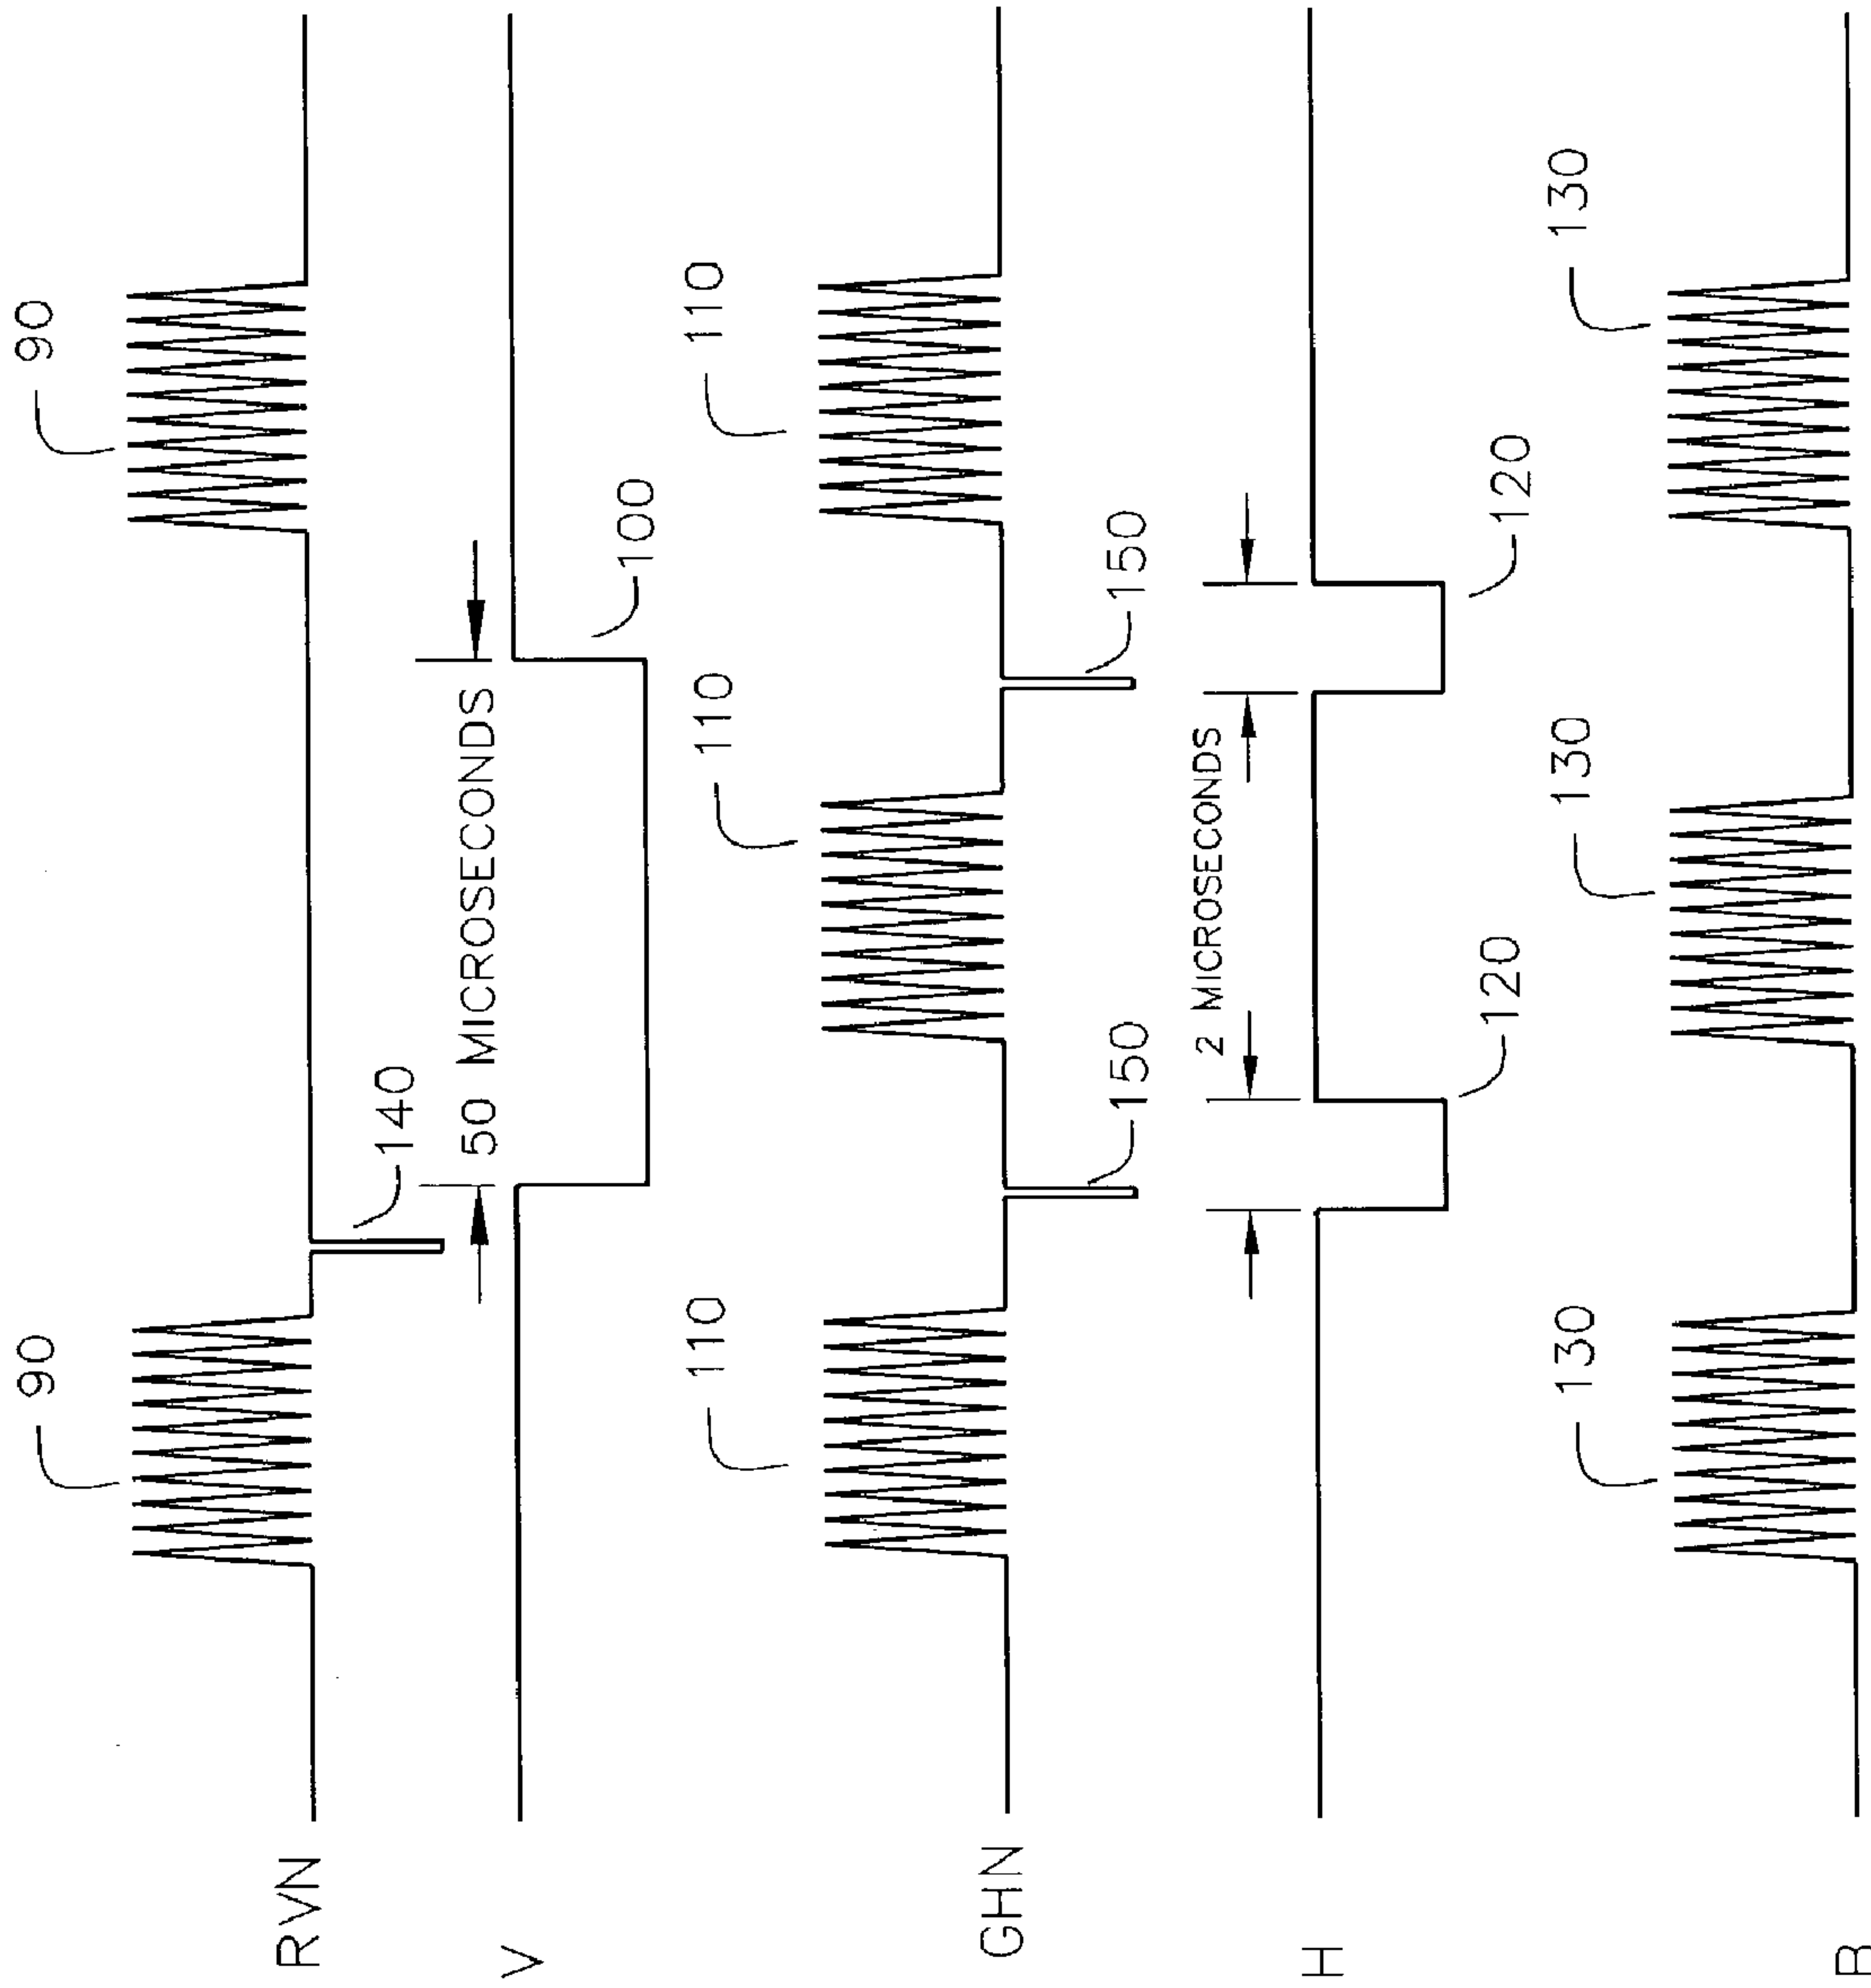 90 90
RVN
140
50 MICROSECONDS
V
100
110 110 110
GHN
150 150
2 MICROSECONDS
H
120 120
130 130 130
B